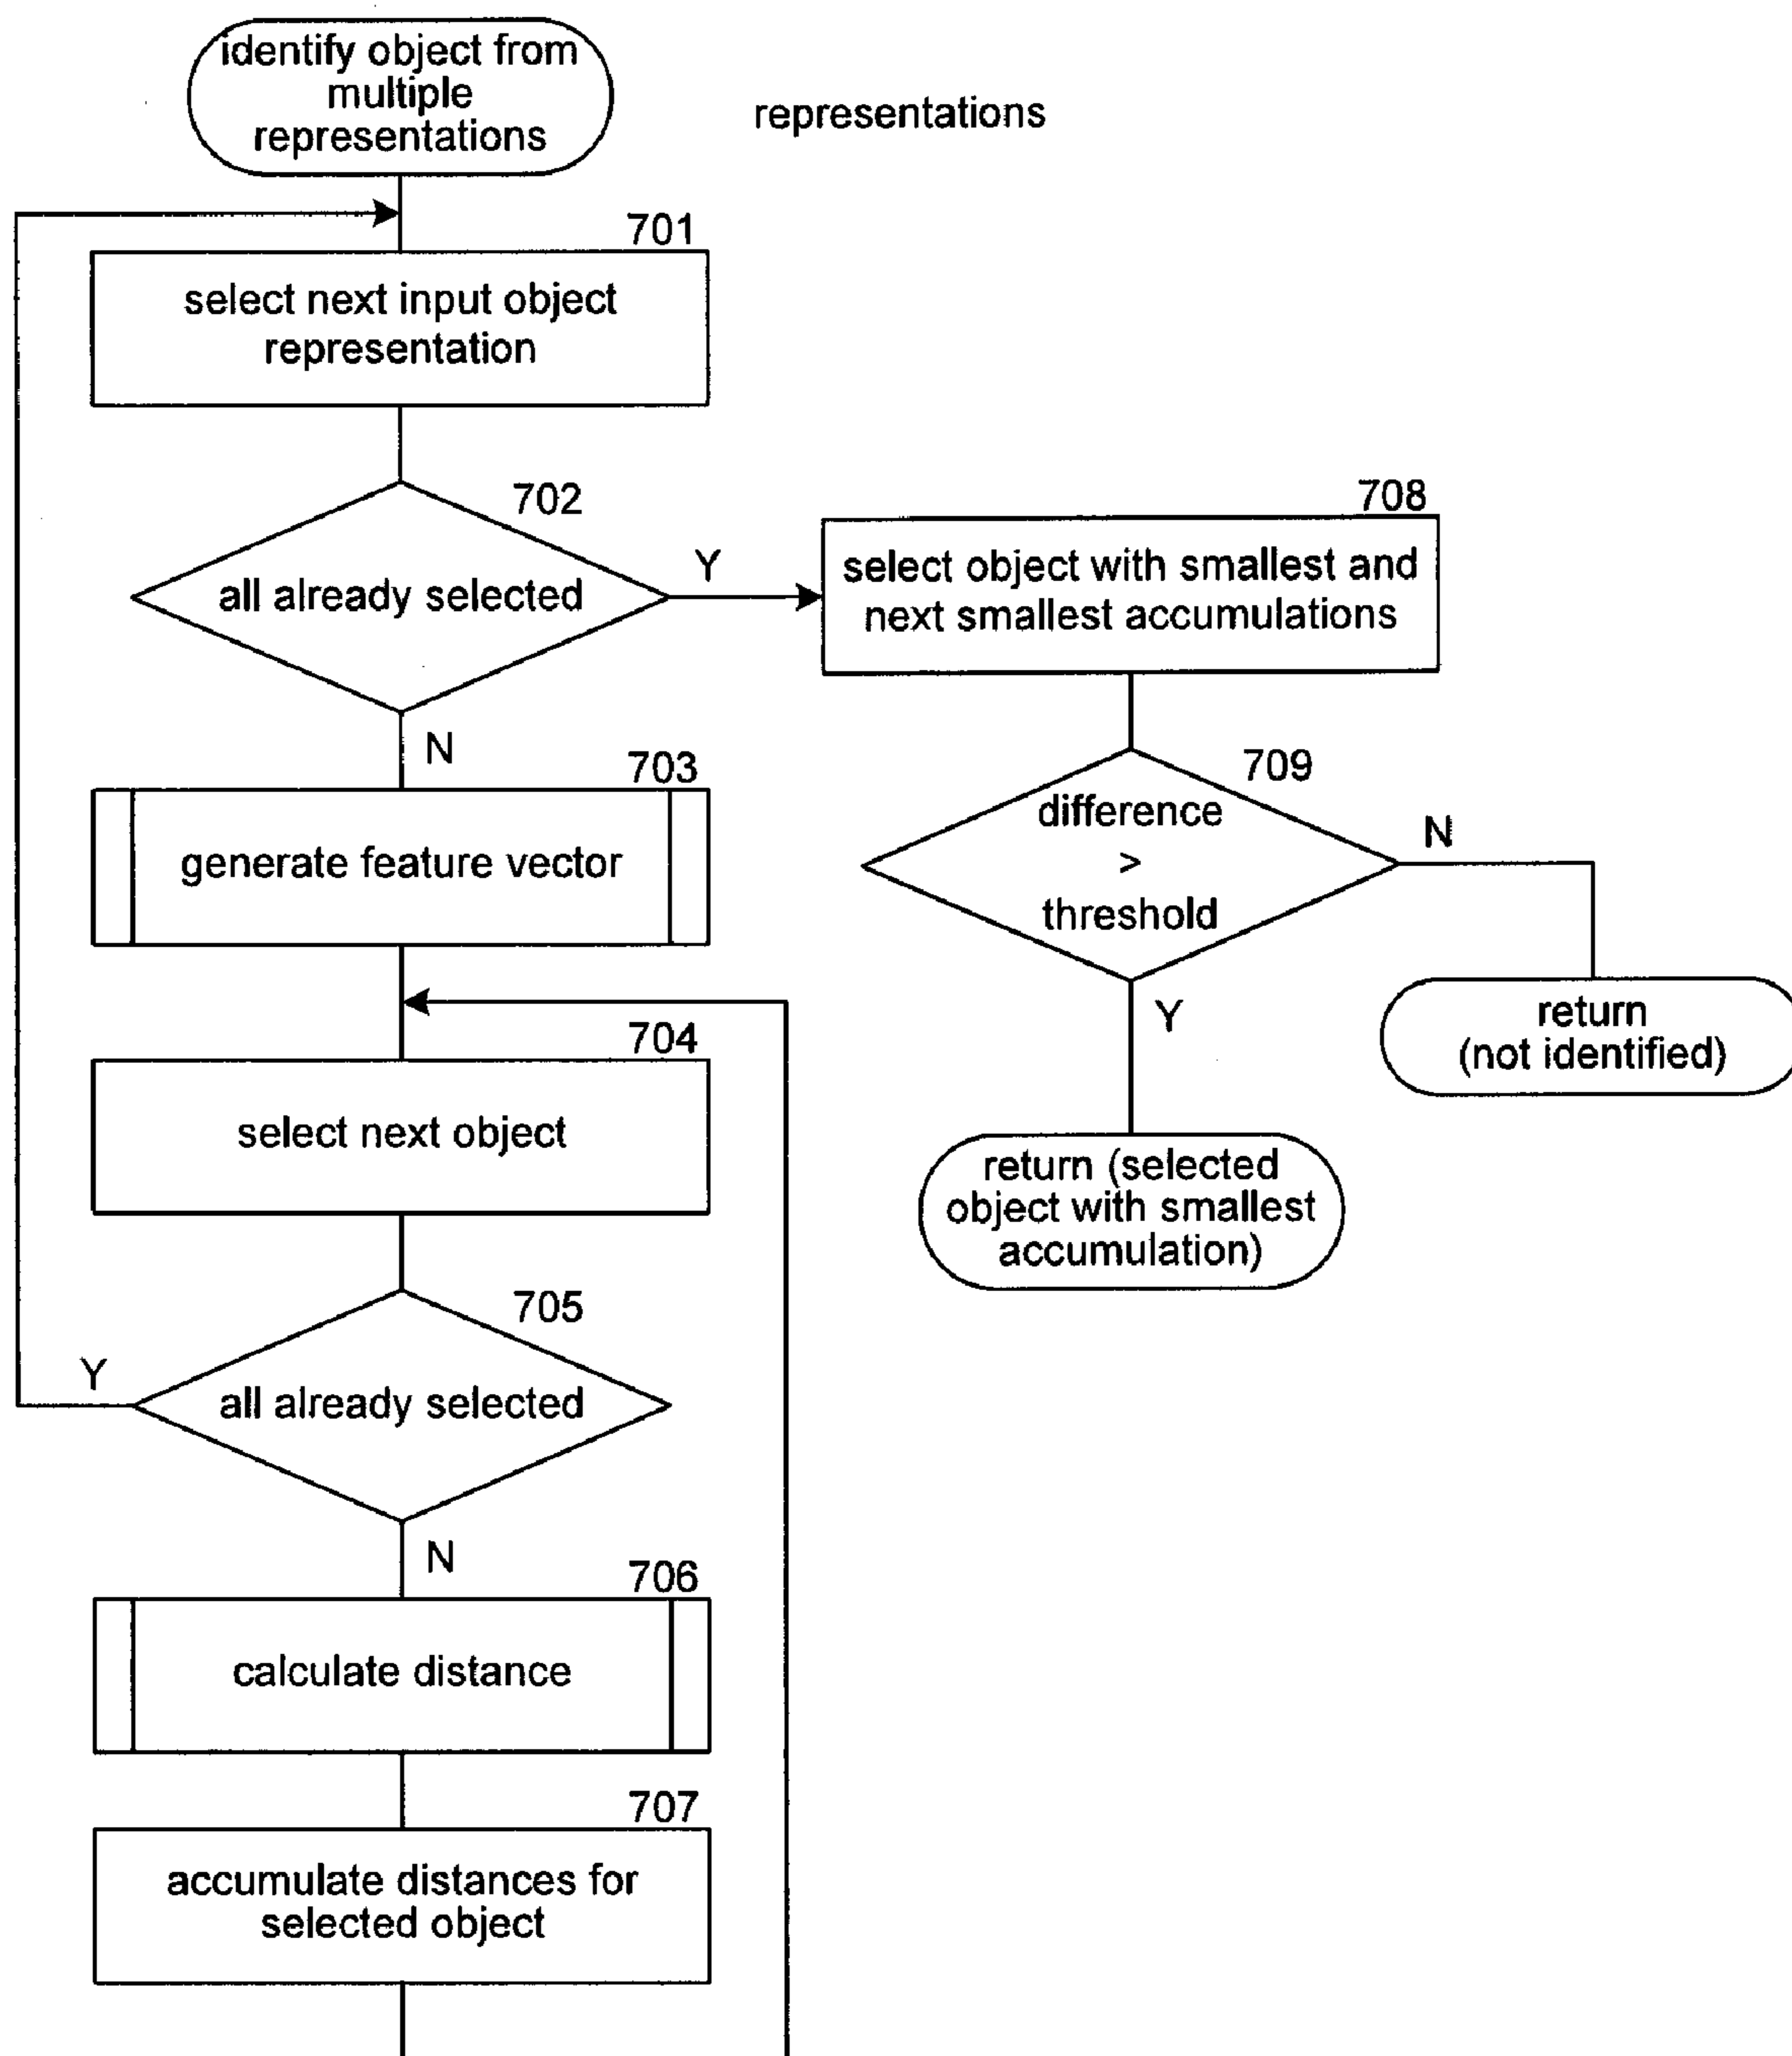 identify object from
multiple
representations
representations
701
select next input object
representation
702
all already selected
Y
N
703
generate feature vector
704
select next object
705
all already selected
Y
N
706
calculate distance
707
accumulate distances for
selected object
708
select object with smallest and
next smallest accumulations
709
difference
>
threshold
N
Y
return
(not identified)
return (selected
object with smallest
accumulation)